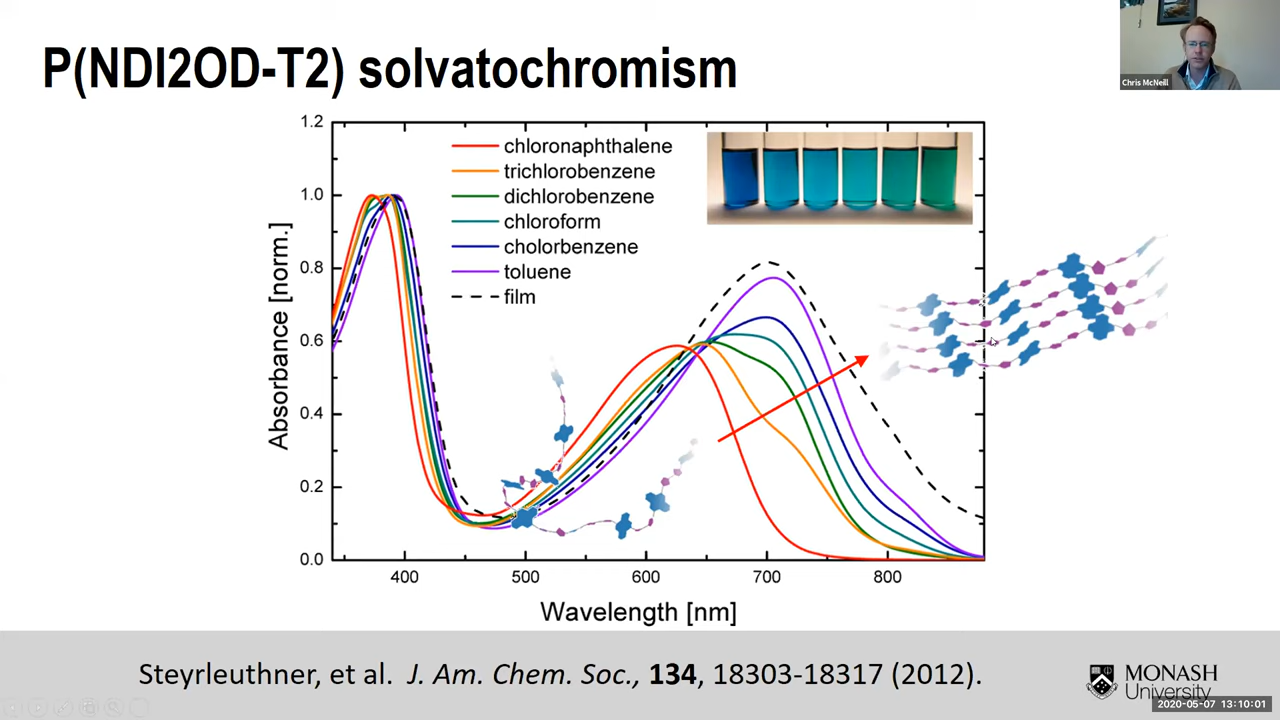 P(NDI2OD-T2) solvatochromism
Chris McNeill
1.2
1.0
0.8
0.6
0.4
0.2
0.0
Absorbance [norm.]
chloronaphthalene
trichlorobenzene
dichlorobenzene
chloroform
cholorbenzene
toluene
film
400
500
600
700
800
Wavelength [nm]
Steyrleuthner, et al. J. Am. Chem. Soc., 134, 18303-18317 (2012).
MONASH
University
2020-05-07 13:10:01